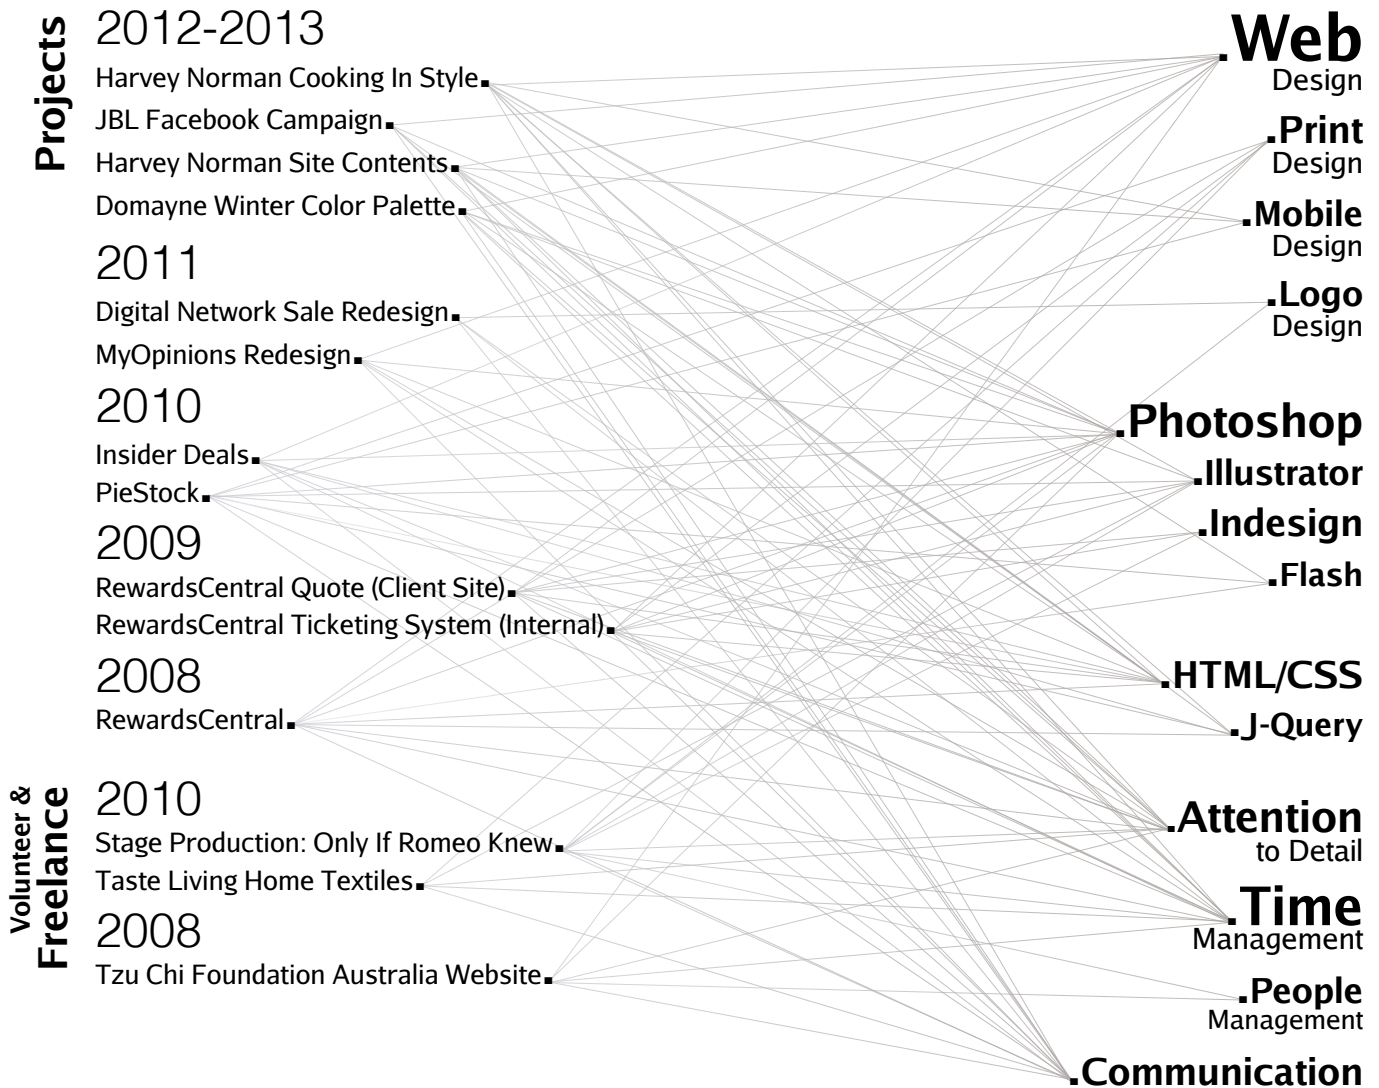 Projects
2012-2013
Harvey Norman Cooking In Style
JBL Facebook Campaign
Harvey Norman Site Contents
Domayne Winter Color Palette
2011
Digital Network Sale Redesign
MyOpinions Redesign
2010
Insider Deals
PieStock
2009
RewardsCentral Quote (Client Site)
RewardsCentral Ticketing System (Internal)
2008
RewardsCentral
Volunteer &
Freelance
2010
Stage Production: Only If Romeo Knew
Taste Living Home Textiles
2008
Tzu Chi Foundation Australia Website
Web
Design
Print
Design
Mobile
Design
Logo
Design
Photoshop
Illustrator
Indesign
Flash
HTML/CSS
J-Query
Attention
to Detail
Time
Management
People
Management
Communication